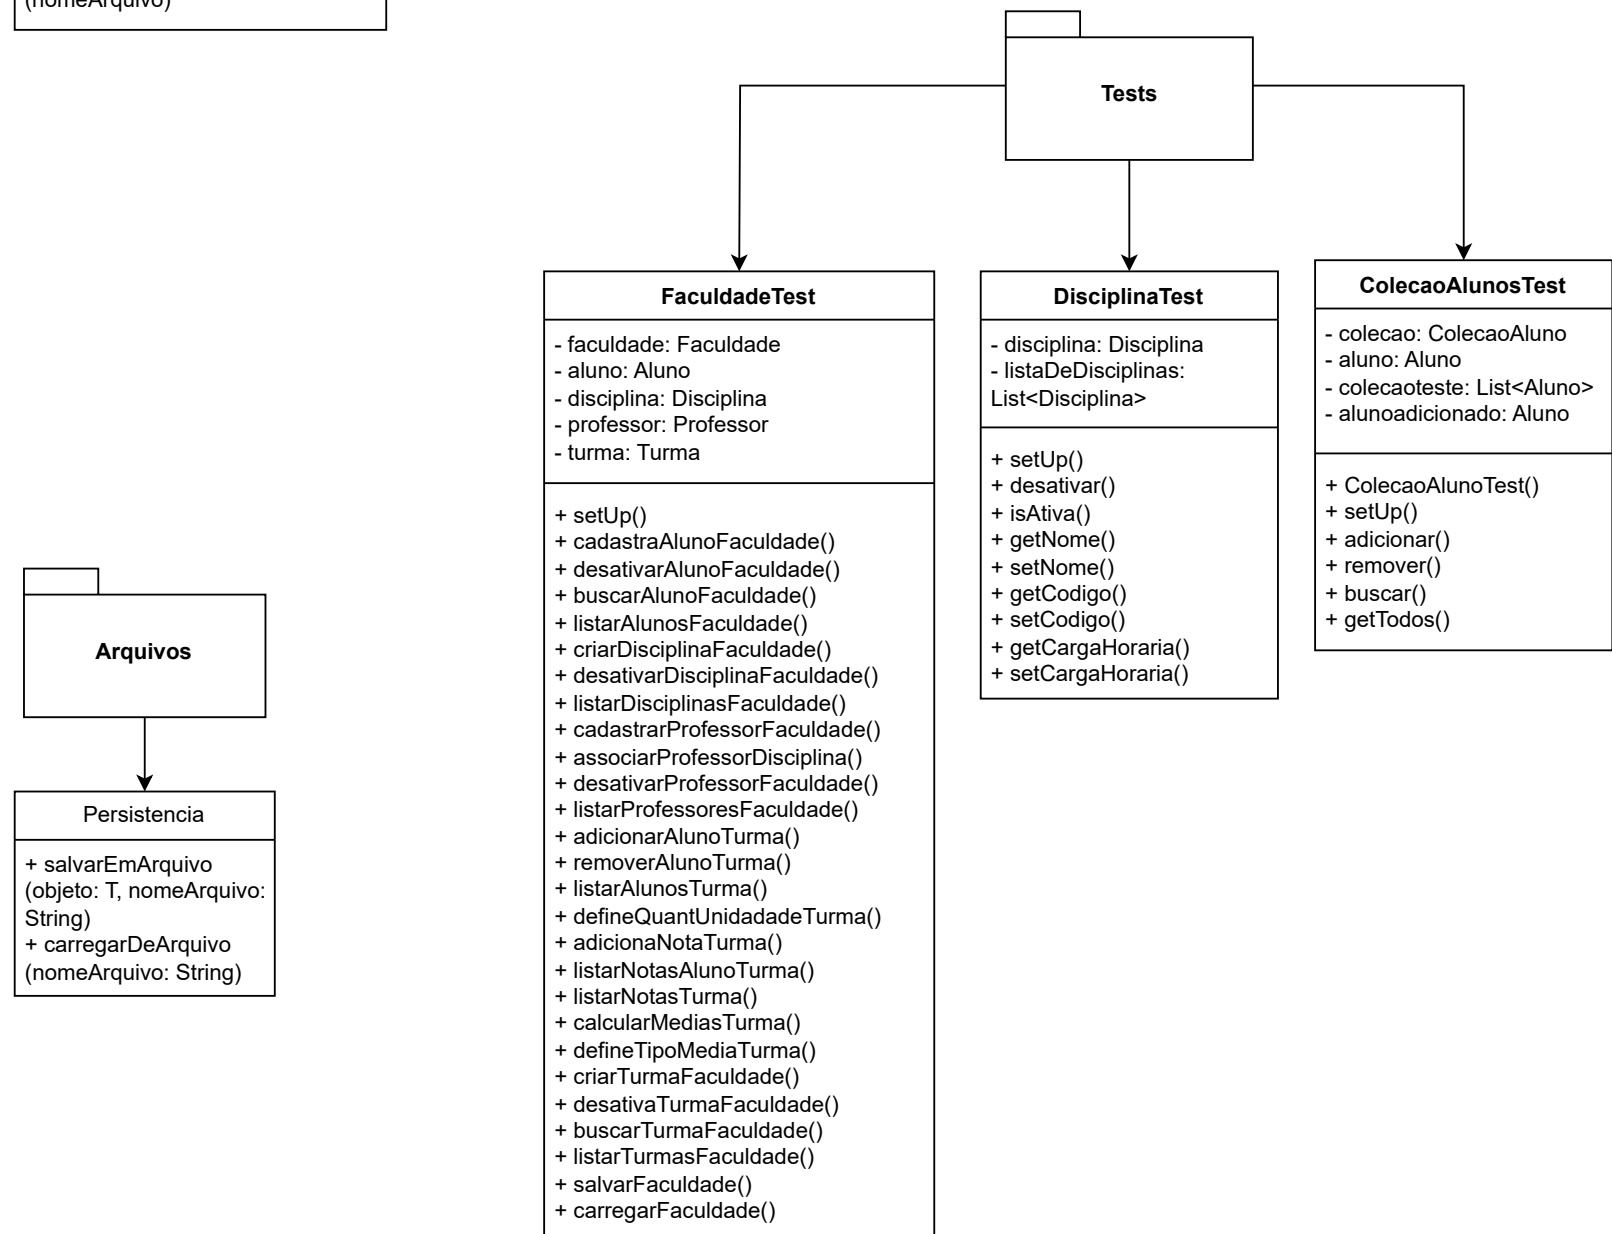 (nomeArquivo)
Tests
FaculdadeTest
- faculdade: Faculdade
- aluno: Aluno
- disciplina: Disciplina
- professor: Professor
- turma: Turma
+ setUp()
+ cadastraAlunoFaculdade()
+ desativarAlunoFaculdade()
+ buscarAlunoFaculdade()
+ listarAlunosFaculdade()
+ criarDisciplinaFaculdade()
+ desativarDisciplinaFaculdade()
+ listarDisciplinasFaculdade()
+ cadastrarProfessorFaculdade()
+ associarProfessorDisciplina()
+ desativarProfessorFaculdade()
+ listarProfessoresFaculdade()
+ adicionarAlunoTurma()
+ removerAlunoTurma()
+ listarAlunosTurma()
+ defineQuantUnidadadeTurma()
+ adicionaNotaTurma()
+ listarNotasAlunoTurma()
+ listarNotasTurma()
+ calcularMediasTurma()
+ defineTipoMediaTurma()
+ criarTurmaFaculdade()
+ desativaTurmaFaculdade()
+ buscarTurmaFaculdade()
+ listarTurmasFaculdade()
+ salvarFaculdade()
+ carregarFaculdade()
DisciplinaTest
- disciplina: Disciplina
- listaDeDisciplinas:
List<Disciplina>
+ setUp()
+ desativar()
+ isAtiva()
+ getNome()
+ setNome()
+ getCodigo()
+ setCodigo()
+ getCargaHoraria()
+ setCargaHoraria()
ColecaoAlunosTest
- colecao: ColecaoAluno
- aluno: Aluno
- colecaoteste: List<Aluno>
- alunoadicionado: Aluno
+ ColecaoAlunoTest()
+ setUp()
+ adicionar()
+ remover()
+ buscar()
+ getTodos()
Arquivos
Persistencia
+ salvarEmArquivo
(objeto: T, nomeArquivo:
String)
+ carregarDeArquivo
(nomeArquivo: String)